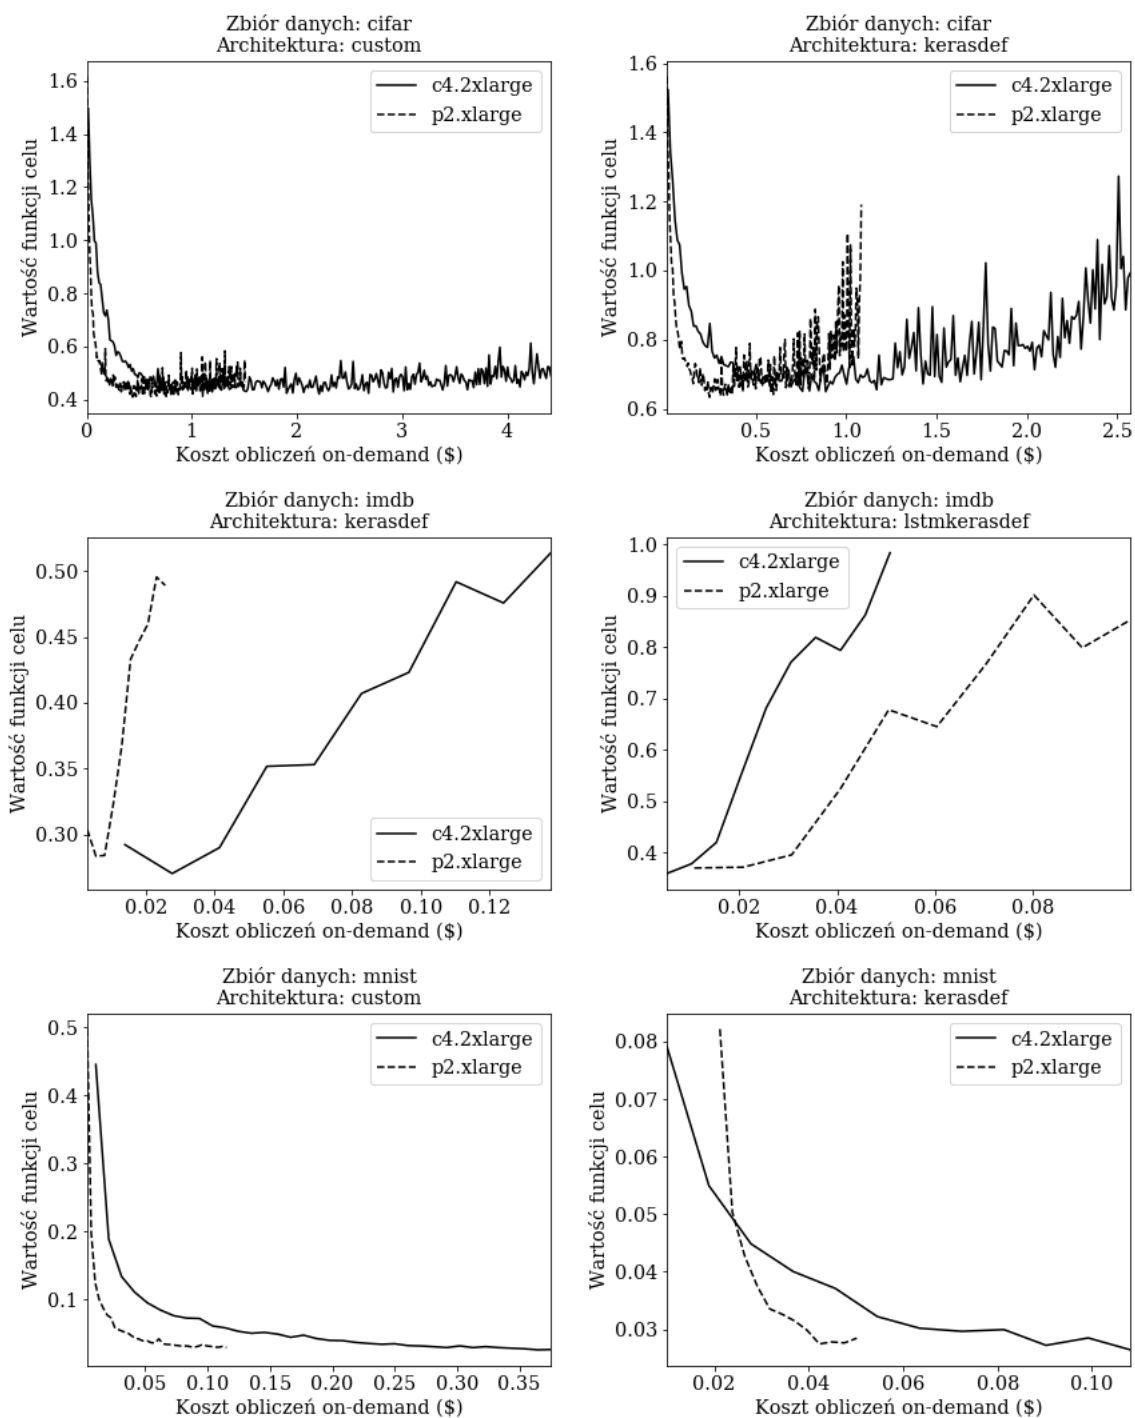 Zbiór danych: cifar
Architektura: custom
Wartość funkcji celu
1.6
1.4
1.2
1.0
0.8
0.6
0.4
c4.2xlarge
p2.xlarge
0 1 2 3 4
Koszt obliczeń on-demand ($)
Zbiór danych: cifar
Architektura: kerasdef
Wartość funkcji celu
1.6
1.4
1.2
1.0
0.8
0.6
c4.2xlarge
p2.xlarge
0.5 1.0 1.5 2.0 2.5
Koszt obliczeń on-demand ($)
Zbiór danych: imdb
Architektura: kerasdef
Wartość funkcji celu
0.50
0.45
0.40
0.35
0.30
c4.2xlarge
p2.xlarge
0.02 0.04 0.06 0.08 0.10 0.12
Koszt obliczeń on-demand ($)
Zbiór danych: imdb
Architektura: lstmkerasdef
Wartość funkcji celu
1.0
0.9
0.8
0.7
0.6
0.5
0.4
c4.2xlarge
p2.xlarge
0.02 0.04 0.06 0.08
Koszt obliczeń on-demand ($)
Zbiór danych: mnist
Architektura: custom
Wartość funkcji celu
0.5
0.4
0.3
0.2
0.1
c4.2xlarge
p2.xlarge
0.05 0.10 0.15 0.20 0.25 0.30 0.35
Koszt obliczeń on-demand ($)
Zbiór danych: mnist
Architektura: kerasdef
Wartość funkcji celu
0.08
0.07
0.06
0.05
0.04
0.03
c4.2xlarge
p2.xlarge
0.02 0.04 0.06 0.08 0.10
Koszt obliczeń on-demand ($)